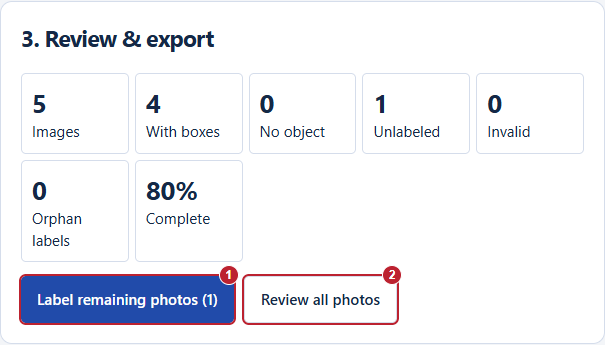 3. Review & export
5
Images
4
With boxes
0
No object
1
Unlabeled
0
Invalid
0
Orphan
labels
80%
Complete
1
Label remaining photos (1)
2
Review all photos